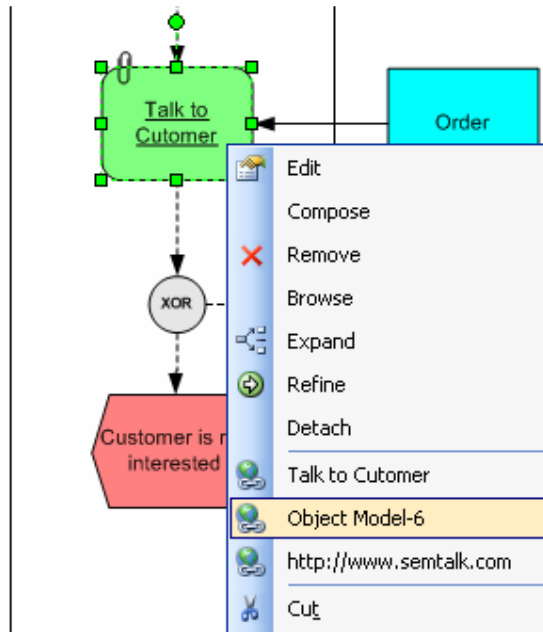 Talk to
Cutomer
Order
XOR
Customer is
interested
Edit
Compose
Remove
Browse
Expand
Refine
Detach
Talk to Cutomer
Object Model-6
http://www.semtalk.com
Cut